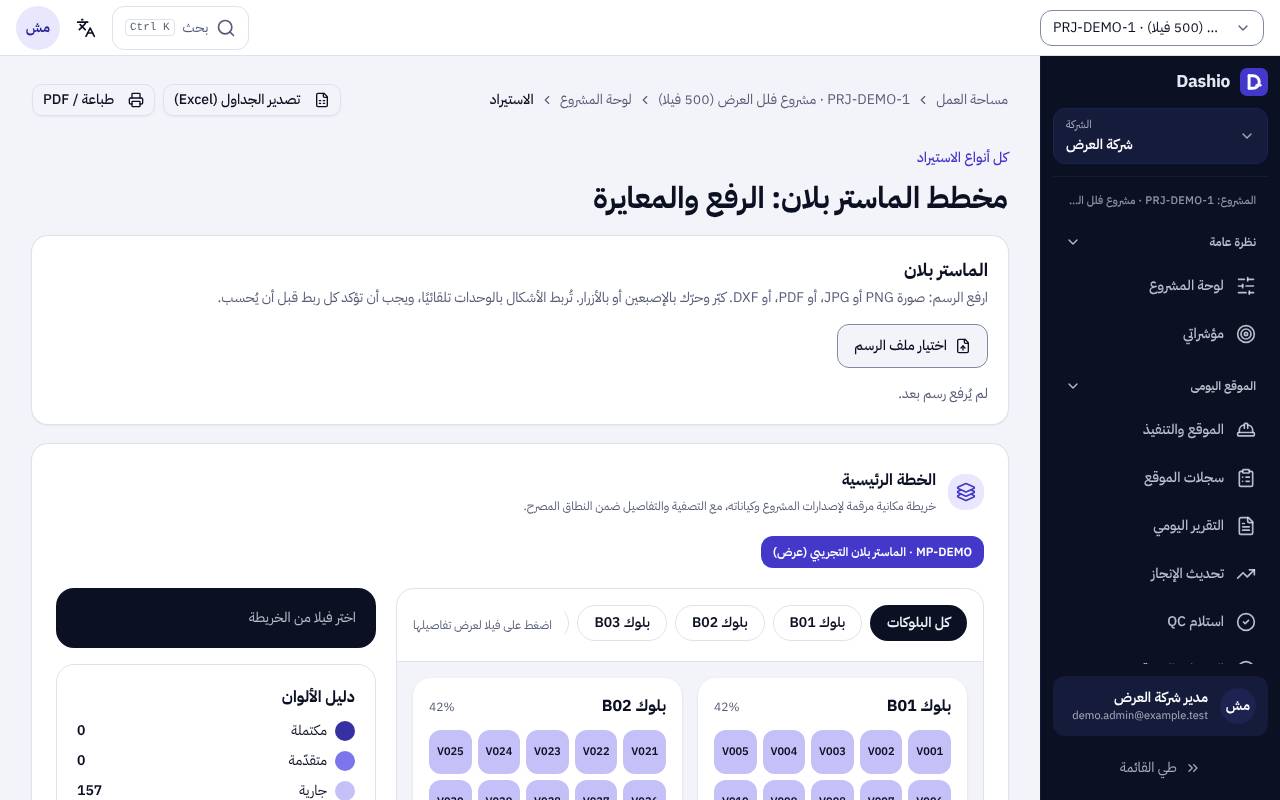 PRJ-DEMO-1 · (500 فيلا) ...
بحث Ctrl K
مش
Dashio
الشركة
شركة العرض
المشروع: PRJ-DEMO-1 · مشروع فلل الـ...
نظرة عامة
لوحة المشروع
مؤشراتي
الموقع اليومي
الموقع والتنفيذ
سجلات الموقع
التقرير اليومي
تحديث الإنجاز
استلام QC
مش
مدير شركة العرض
demo.admin@example.test
طي القائمة
مساحة العمل
PRJ-DEMO-1 · مشروع فلل العرض (500 فيلا)
لوحة المشروع
الاستيراد
تصدير الجداول (Excel)
طباعة / PDF
كل أنواع الاستيراد
مخطط الماستر بلان: الرفع والمعايرة
الماستر بلان
ارفع الرسم: صورة PNG أو JPG، أو PDF، أو DXF. كبّر وحرّك بالإصبعين أو بالأزرار. تُربط الأشكال بالوحدات تلقائيًا، ويجب أن تؤكد كل ربط قبل أن يُحسب.
اختيار ملف الرسم
لم يُرفع رسم بعد.
الخطة الرئيسية
خريطة مكانية مرقمة لإصدارات المشروع وكياناته، مع التصفية والتفاصيل ضمن النطاق المصرح.
MP-DEMO · الماستر بلان التجريبي (عرض)
كل البلوكات
بلوك B01
بلوك B02
بلوك B03
اضغط على فيلا لعرض تفاصيلها
بلوك B01 42%
V001 V002 V003 V004 V005
بلوك B02 42%
V021 V022 V023 V024 V025
اختر فيلا من الخريطة
دليل الألوان
مكتملة 0
متقدّمة 0
جارية 157